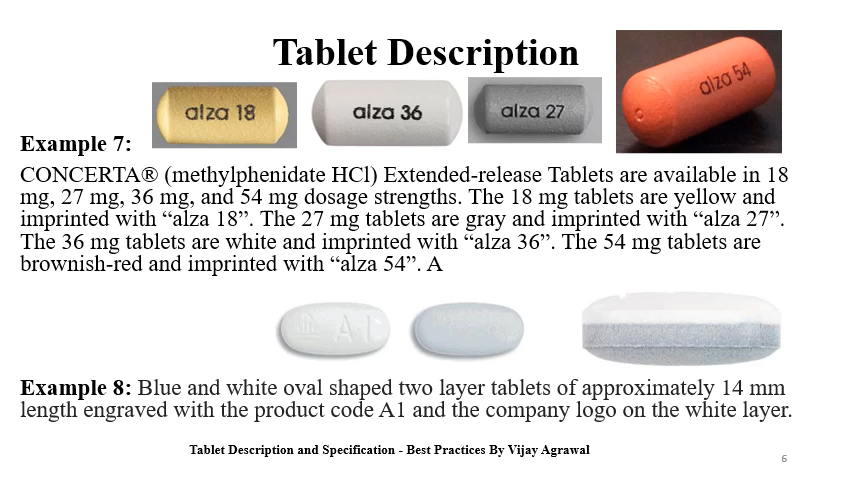 Tablet Description
alza 18
alza 36
alza 27
alza 54
Example 7:
CONCERTA® (methylphenidate HCl) Extended-release Tablets are available in 18
mg, 27 mg, 36 mg, and 54 mg dosage strengths. The 18 mg tablets are yellow and
imprinted with “alza 18”. The 27 mg tablets are gray and imprinted with “alza 27”.
The 36 mg tablets are white and imprinted with “alza 36”. The 54 mg tablets are
brownish-red and imprinted with “alza 54”. A
A1
Example 8: Blue and white oval shaped two layer tablets of approximately 14 mm
length engraved with the product code A1 and the company logo on the white layer.
Tablet Description and Specification - Best Practices By Vijay Agrawal
6